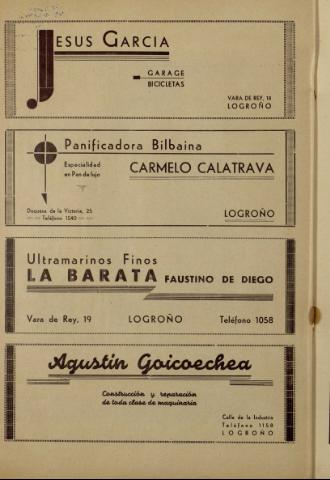 JESUS GARCIA
GARAGE
BICICLETAS
VARA DE REY, 18
LOGROÑO
Panificadora Bilbaina
Especialidad
en Pan de lujo
CARMELO CALATRAVA
Duquesa de la Victoria, 25
Teléfono 1540
LOGROÑO
Ultramarinos Finos
LA BARATA FAUSTINO DE DIEGO
Vara de Rey, 19 LOGROÑO Teléfono 1058
Agustín Goicoechea
Construcción y reparación
de toda clase de maquinaria
Calle de la Industria
Teléfono 1158
LOGROÑO